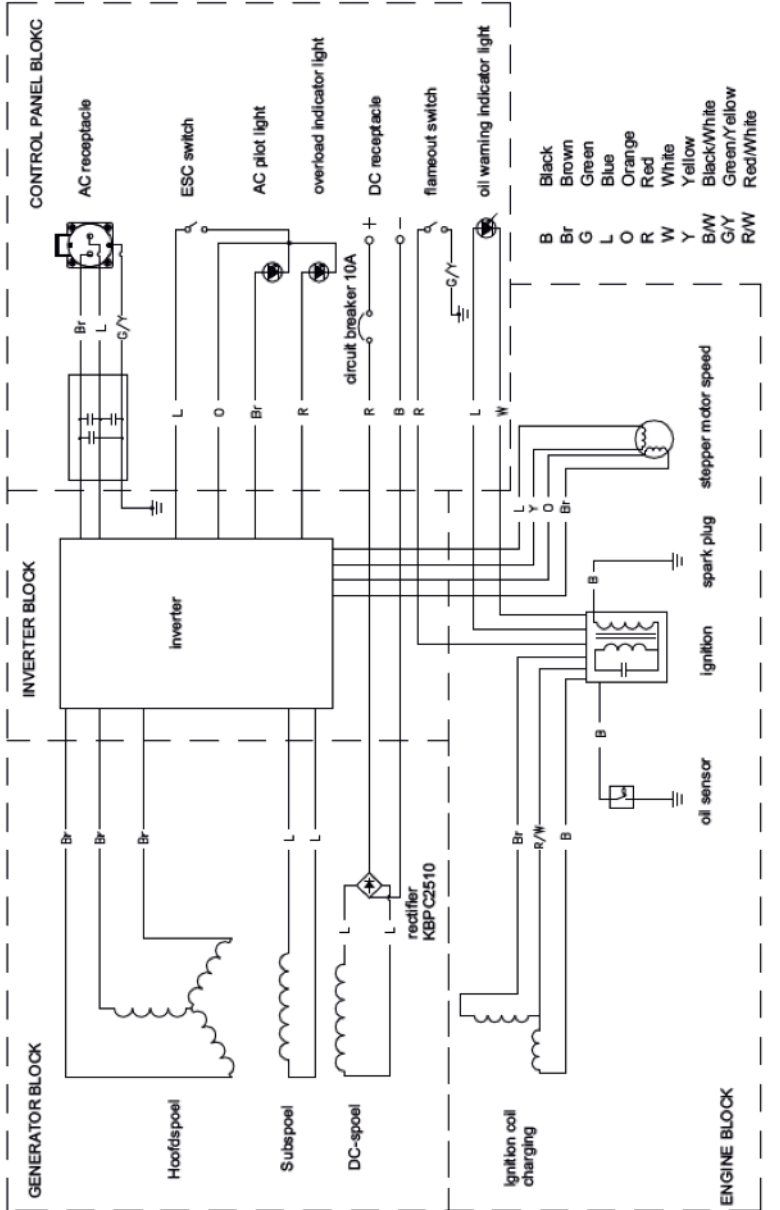 GENERATOR BLOCK
INVERTER BLOCK
CONTROL PANEL BLOKC
Hoofdspoel
Subspoel
DC-spoel
Br
Br
Br
L
L
L
L
rectifier
KBPC2510
inverter
Br
L
G/Y
L
O
Br
R
R
B
R
L
W
circuit breaker 10A
G/Y
+
-
AC receptacle
ESC switch
AC pilot light
overload indicator light
DC receptacle
flameout switch
oil warning indicator light
ENGINE BLOCK
Ignition coil
charging
Br
R/W
B
B
B
L
Y
O
Br
oil sensor
ignition
spark plug
stepper motor speed
B Black
Br Brown
G Green
L Blue
O Orange
R Red
W White
Y Yellow
B/W Black/White
G/Y Green/Yellow
R/W Red/White